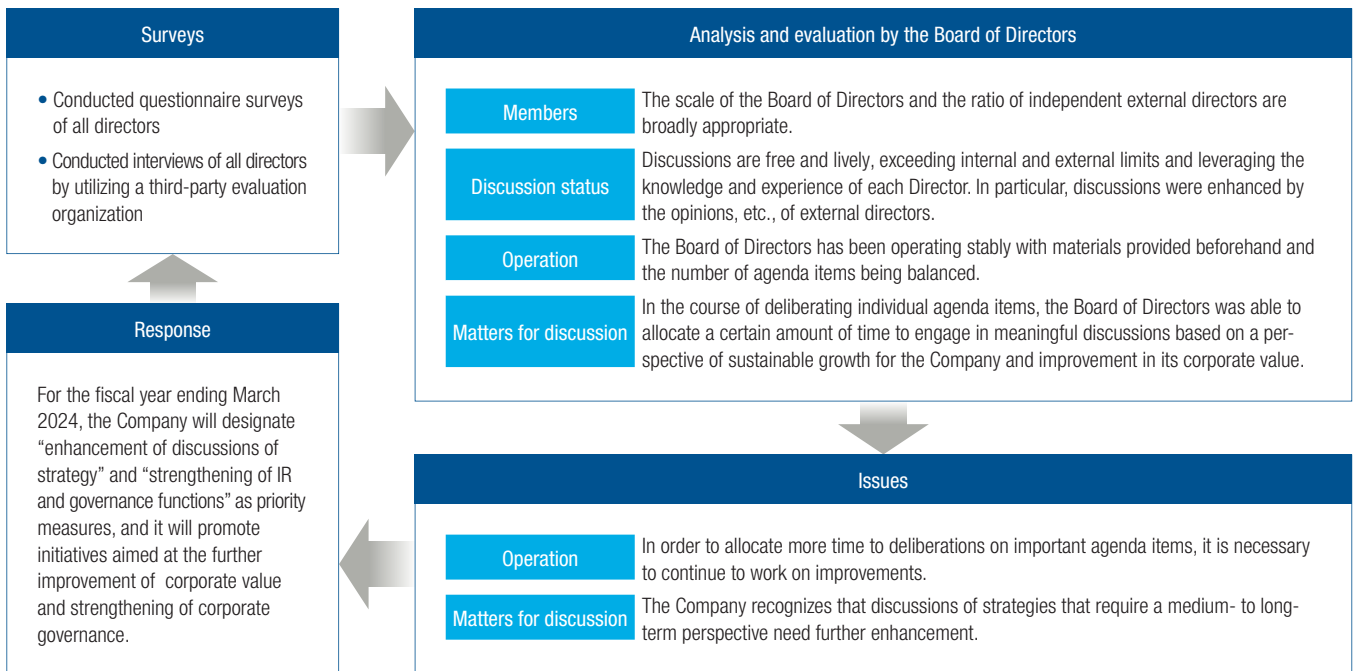 Surveys
• Conducted questionnaire surveys
of all directors
• Conducted interviews of all directors
by utilizing a third-party evaluation
organization
Analysis and evaluation by the Board of Directors
Members
The scale of the Board of Directors and the ratio of independent external directors are
broadly appropriate.
Discussion status
Discussions are free and lively, exceeding internal and external limits and leveraging the
knowledge and experience of each Director. In particular, discussions were enhanced by
the opinions, etc., of external directors.
Operation
The Board of Directors has been operating stably with materials provided beforehand and
the number of agenda items being balanced.
Matters for discussion
In the course of deliberating individual agenda items, the Board of Directors was able to
allocate a certain amount of time to engage in meaningful discussions based on a per-
spective of sustainable growth for the Company and improvement in its corporate value.
Issues
Operation
In order to allocate more time to deliberations on important agenda items, it is necessary
to continue to work on improvements.
Matters for discussion
The Company recognizes that discussions of strategies that require a medium- to long-
term perspective need further enhancement.
Response
For the fiscal year ending March
2024, the Company will designate
“enhancement of discussions of
strategy” and “strengthening of IR
and governance functions” as priority
measures, and it will promote
initiatives aimed at the further
improvement of corporate value
and strengthening of corporate
governance.